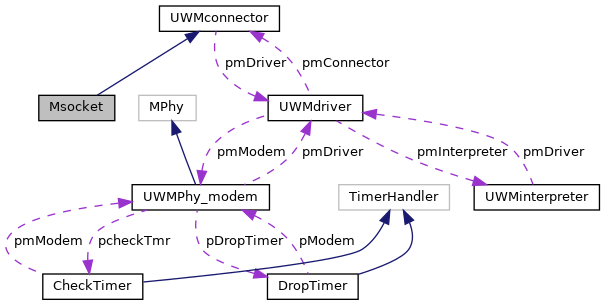 UWMconnector
pmDriver
pmConnector
Msocket
MPhy
UWMdriver
pmModem
pmDriver
pmInterpreter
pmDriver
UWMPhy_modem
TimerHandler
UWMinterpreter
pmModem
pcheckTmr
pDropTimer
pModem
CheckTimer
DropTimer